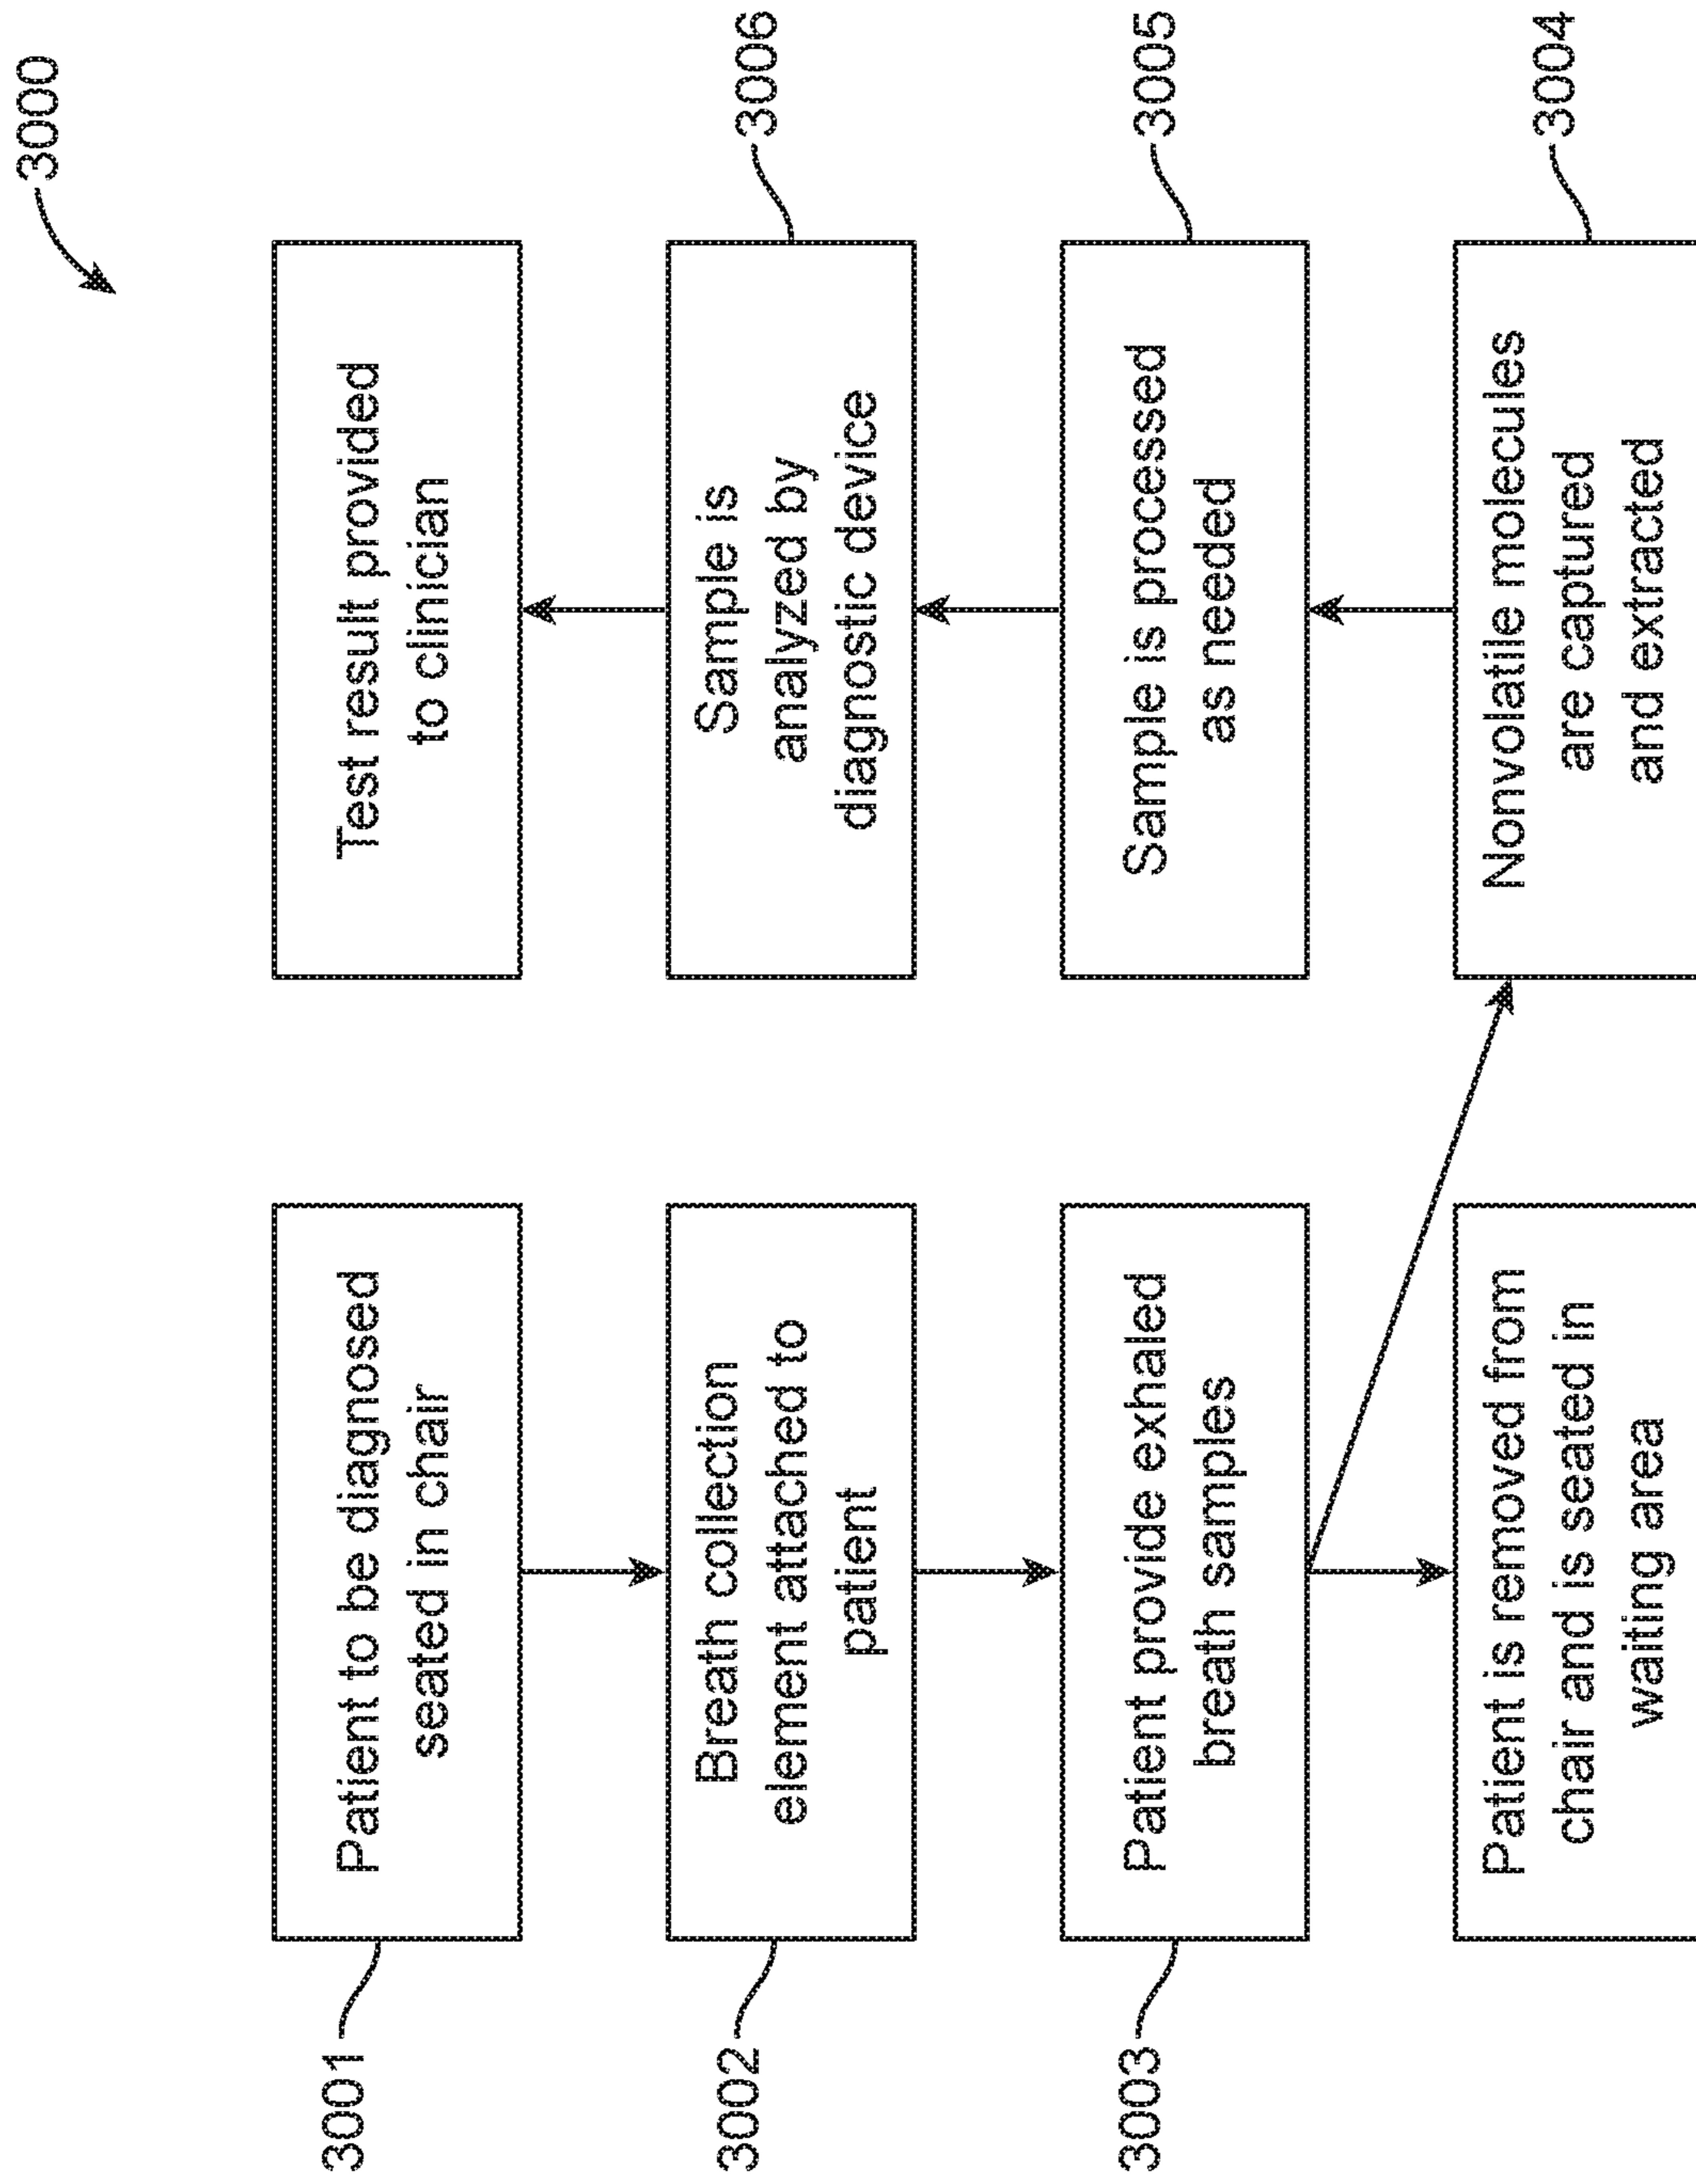 3000
3001
Patient to be diagnosed
seated in chair
3002
Breath collection
element attached to
patient
3003
Patient provide exhaled
breath samples
Patient is removed from
chair and is seated in
waiting area
Test result provided
to clinician
Sample is
analyzed by
diagnostic device
3006
Sample is processed
as needed
3005
Nonvolatile molecules
are captured
and extracted
3004